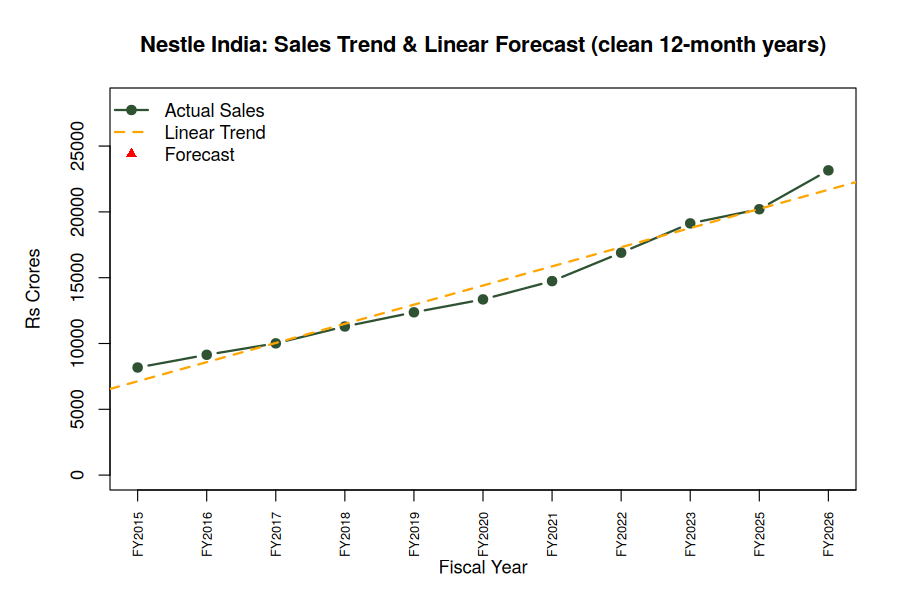 Nestle India: Sales Trend & Linear Forecast (clean 12-month years)
Actual Sales
Linear Trend
Forecast
Rs Crores
25000
20000
15000
10000
5000
0
FY2015
FY2016
FY2017
FY2018
FY2019
FY2020
FY2021
FY2022
FY2023
FY2025
FY2026
Fiscal Year